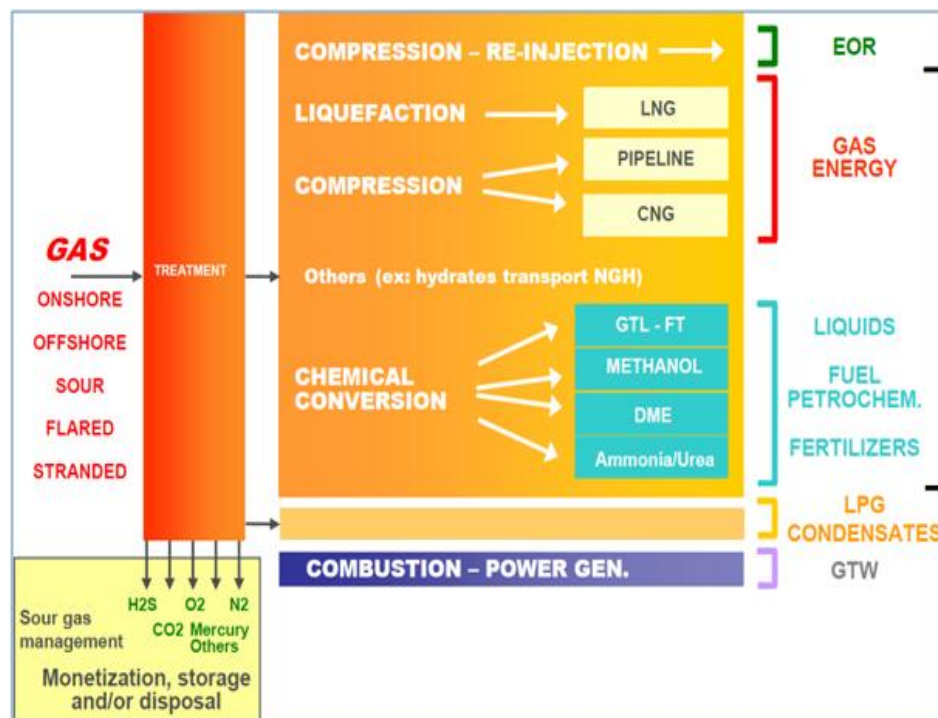 COMPRESSION – RE-INJECTION
EOR
LIQUEFACTION
LNG
COMPRESSION
PIPELINE
CNG
GAS
ENERGY
GAS
TREATMENT
ONSHORE
OFFSHORE
SOUR
FLARED
STRANDED
Others (ex: hydrates transport NGH)
CHEMICAL
CONVERSION
GTL - FT
METHANOL
DME
Ammonia/Urea
LIQUIDS
FUEL
PETROCHEM.
FERTILIZERS
LPG
CONDENSATES
COMBUSTION – POWER GEN.
GTW
H2S
O2
N2
CO2
Mercury
Others
Sour gas
management
Monetization, storage
and/or disposal